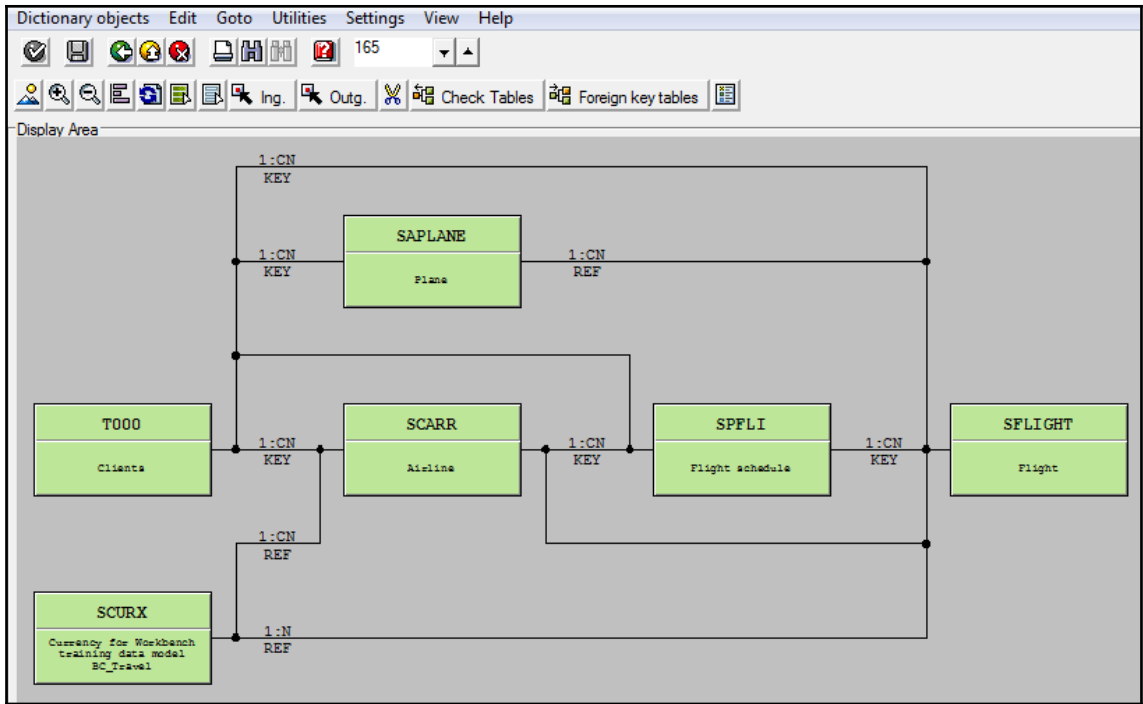 Dictionary objects Edit Goto Utilities Settings View Help
165
Ing. Outg. Check Tables Foreign key tables
Display Area
1:CN
KEY
SAPLANE
Plane
1:CN
KEY
1:CN
REF
T000
Clients
1:CN
KEY
SCARR
Airline
1:CN
KEY
SPFLI
Flight schedule
1:CN
KEY
SFLIGHT
Flight
1:CN
REF
SCURX
Currency for Workbench
training data model
BC_Travel
1:N
REF